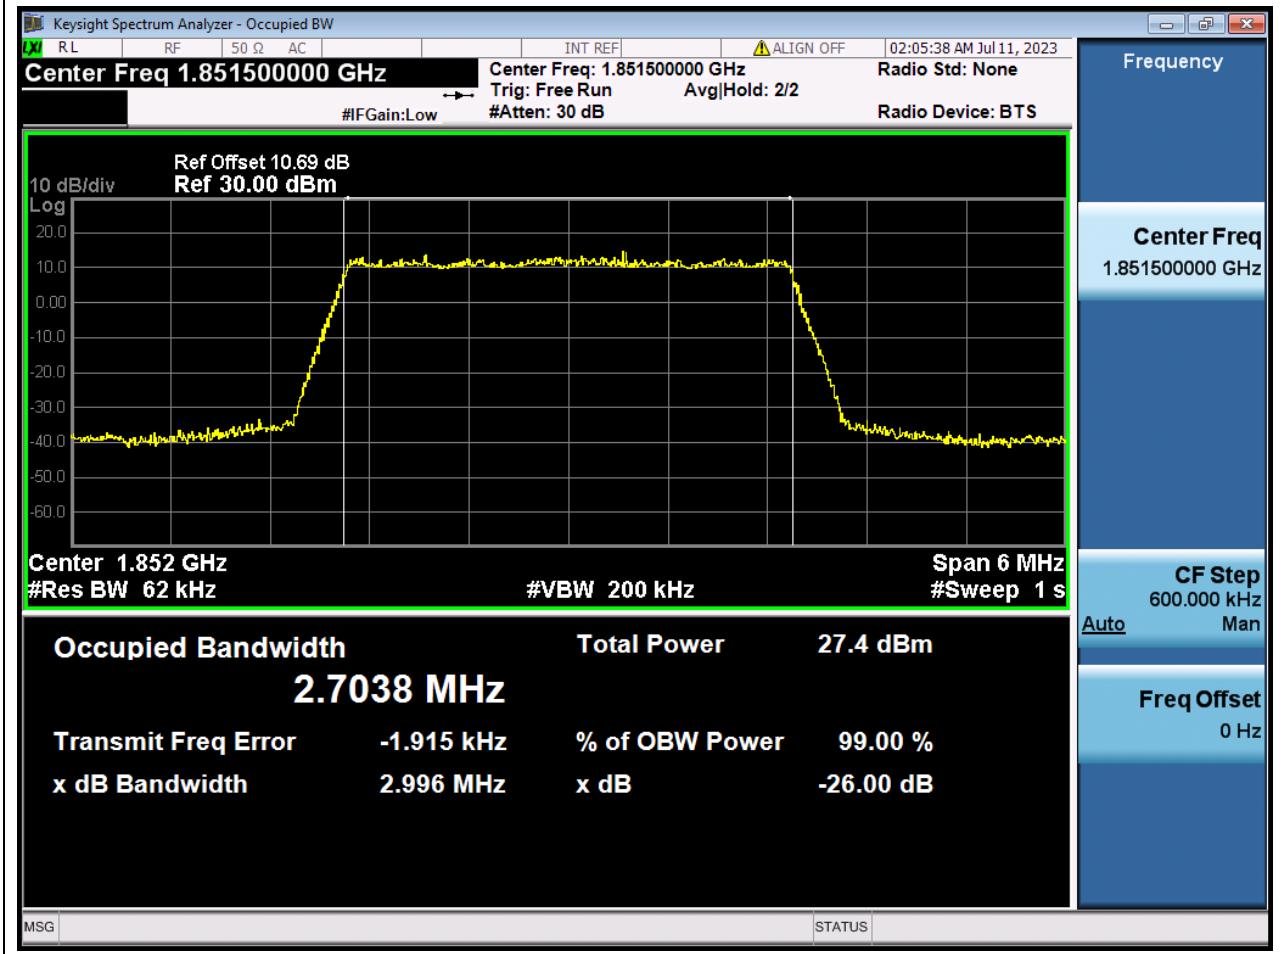 Keysight Spectrum Analyzer - Occupied BW
LXI RL RF 50 Ω AC INT REF ALIGN OFF 02:05:38 AM Jul 11, 2023
Center Freq 1.851500000 GHz
Center Freq: 1.851500000 GHz
Radio Std: None
Trig: Free Run Avg|Hold: 2/2
#IFGain:Low
#Atten: 30 dB
Radio Device: BTS
Ref Offset 10.69 dB
10 dB/div Ref 30.00 dBm
Log
20.0
10.0
0.00
-10.0
-20.0
-30.0
-40.0
-50.0
-60.0
Center 1.852 GHz Span 6 MHz
#Res BW 62 kHz #VBW 200 kHz #Sweep 1 s
Occupied Bandwidth Total Power 27.4 dBm
2.7038 MHz
Transmit Freq Error -1.915 kHz % of OBW Power 99.00 %
x dB Bandwidth 2.996 MHz x dB -26.00 dB
MSG STATUS
Frequency
Center Freq
1.851500000 GHz
CF Step
600.000 kHz
Auto Man
Freq Offset
0 Hz